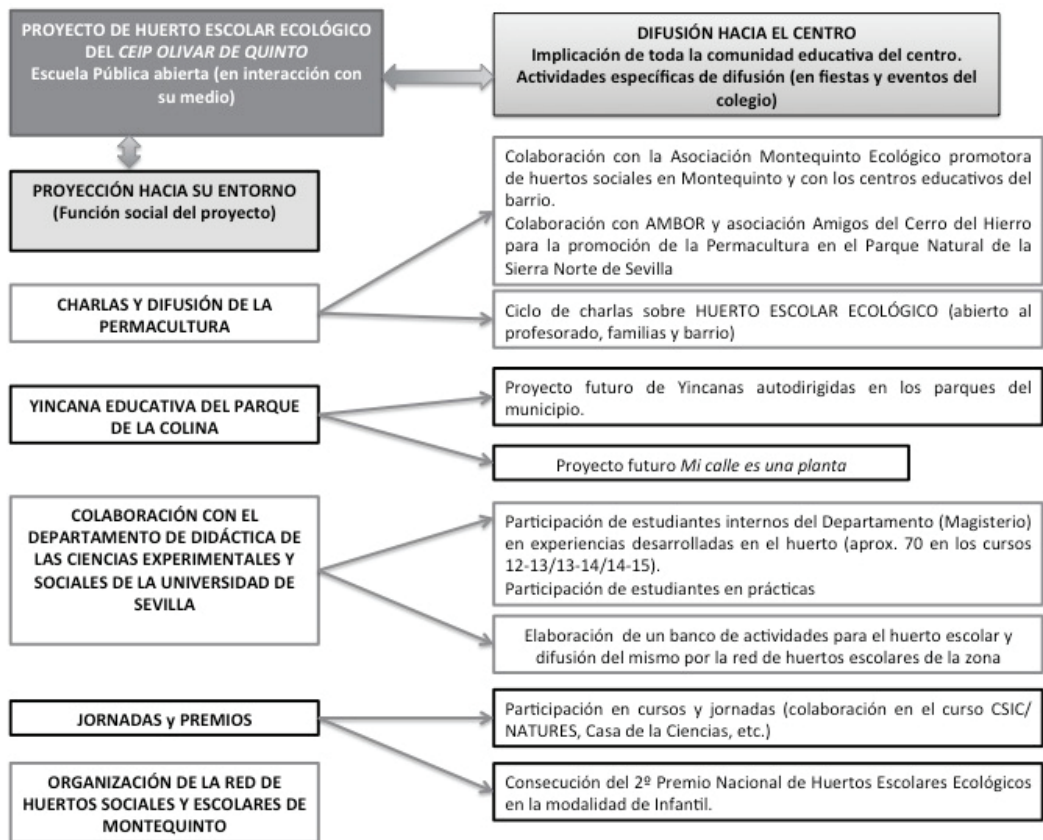 PROYECTO DE HUERTO ESCOLAR ECOLÓGICO
DEL CEIP OLIVAR DE QUINTO
Escuela Pública abierta (en interacción con
su medio)
DIFUSIÓN HACIA EL CENTRO
Implicación de toda la comunidad educativa del centro.
Actividades específicas de difusión (en fiestas y eventos del
colegio)
PROYECCIÓN HACIA SU ENTORNO
(Función social del proyecto)
Colaboración con la Asociación Montequinto Ecológico promotora
de huertos sociales en Montequinto y con los centros educativos del
barrio.
Colaboración con AMBOR y asociación Amigos del Cerro del Hierro
para la promoción de la Permacultura en el Parque Natural de la
Sierra Norte de Sevilla
CHARLAS Y DIFUSIÓN DE LA
PERMACULTURA
Ciclo de charlas sobre HUERTO ESCOLAR ECOLÓGICO (abierto al
profesorado, familias y barrio)
YINCANA EDUCATIVA DEL PARQUE
DE LA COLINA
Proyecto futuro de Yincanas autodirigidas en los parques del
municipio.
Proyecto futuro Mi calle es una planta
COLABORACIÓN CON EL
DEPARTAMENTO DE DIDÁCTICA DE
LAS CIENCIAS EXPERIMENTALES Y
SOCIALES DE LA UNIVERSIDAD DE
SEVILLA
Participación de estudiantes internos del Departamento (Magisterio)
en experiencias desarrolladas en el huerto (aprox. 70 en los cursos
12-13/13-14/14-15).
Participación de estudiantes en prácticas
Elaboración de un banco de actividades para el huerto escolar y
difusión del mismo por la red de huertos escolares de la zona
JORNADAS y PREMIOS
Participación en cursos y jornadas (colaboración en el curso CSIC/
NATURES, Casa de la Ciencias, etc.)
Consecución del 2º Premio Nacional de Huertos Escolares Ecológicos
en la modalidad de Infantil.
ORGANIZACIÓN DE LA RED DE
HUERTOS SOCIALES Y ESCOLARES DE
MONTEQUINTO